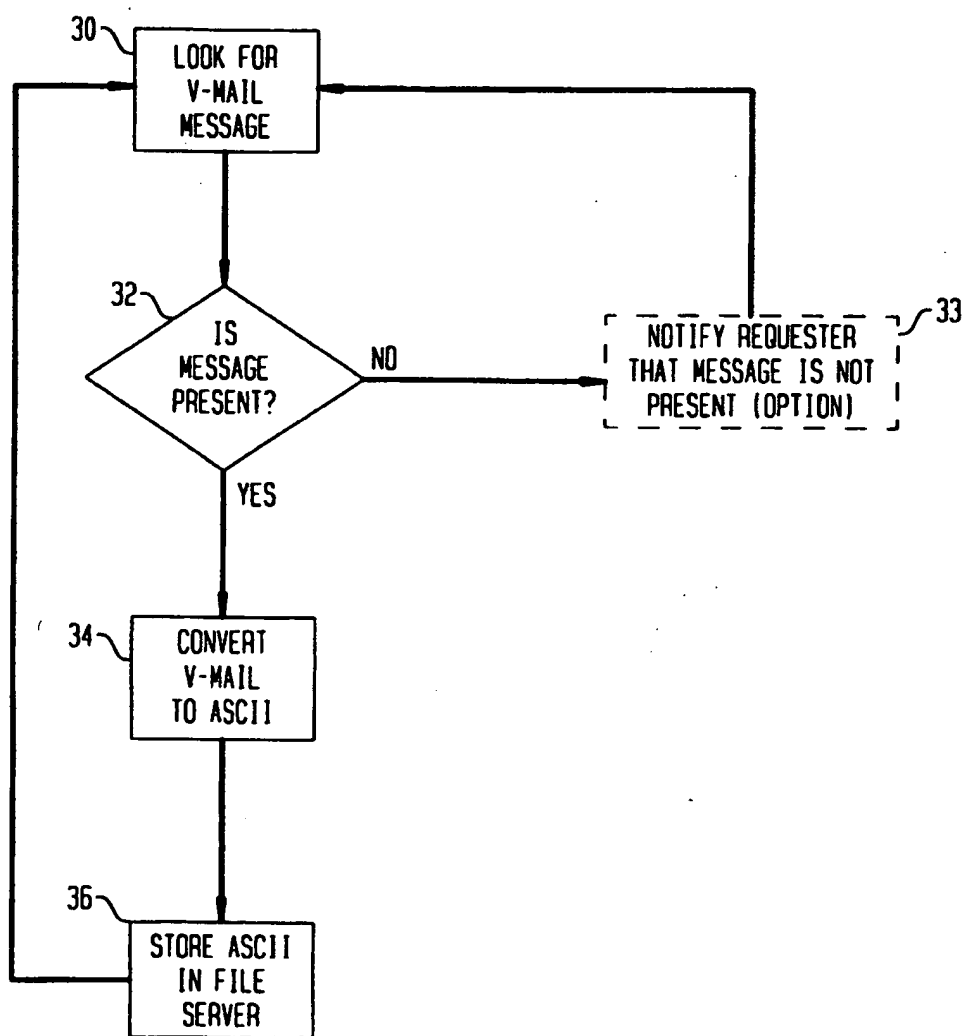 30
LOOK FOR
V-MAIL
MESSAGE
32
IS
MESSAGE
PRESENT?
NO
33
NOTIFY REQUESTER
THAT MESSAGE IS NOT
PRESENT (OPTION)
YES
34
CONVERT
V-MAIL
TO ASCII
36
STORE ASCII
IN FILE
SERVER